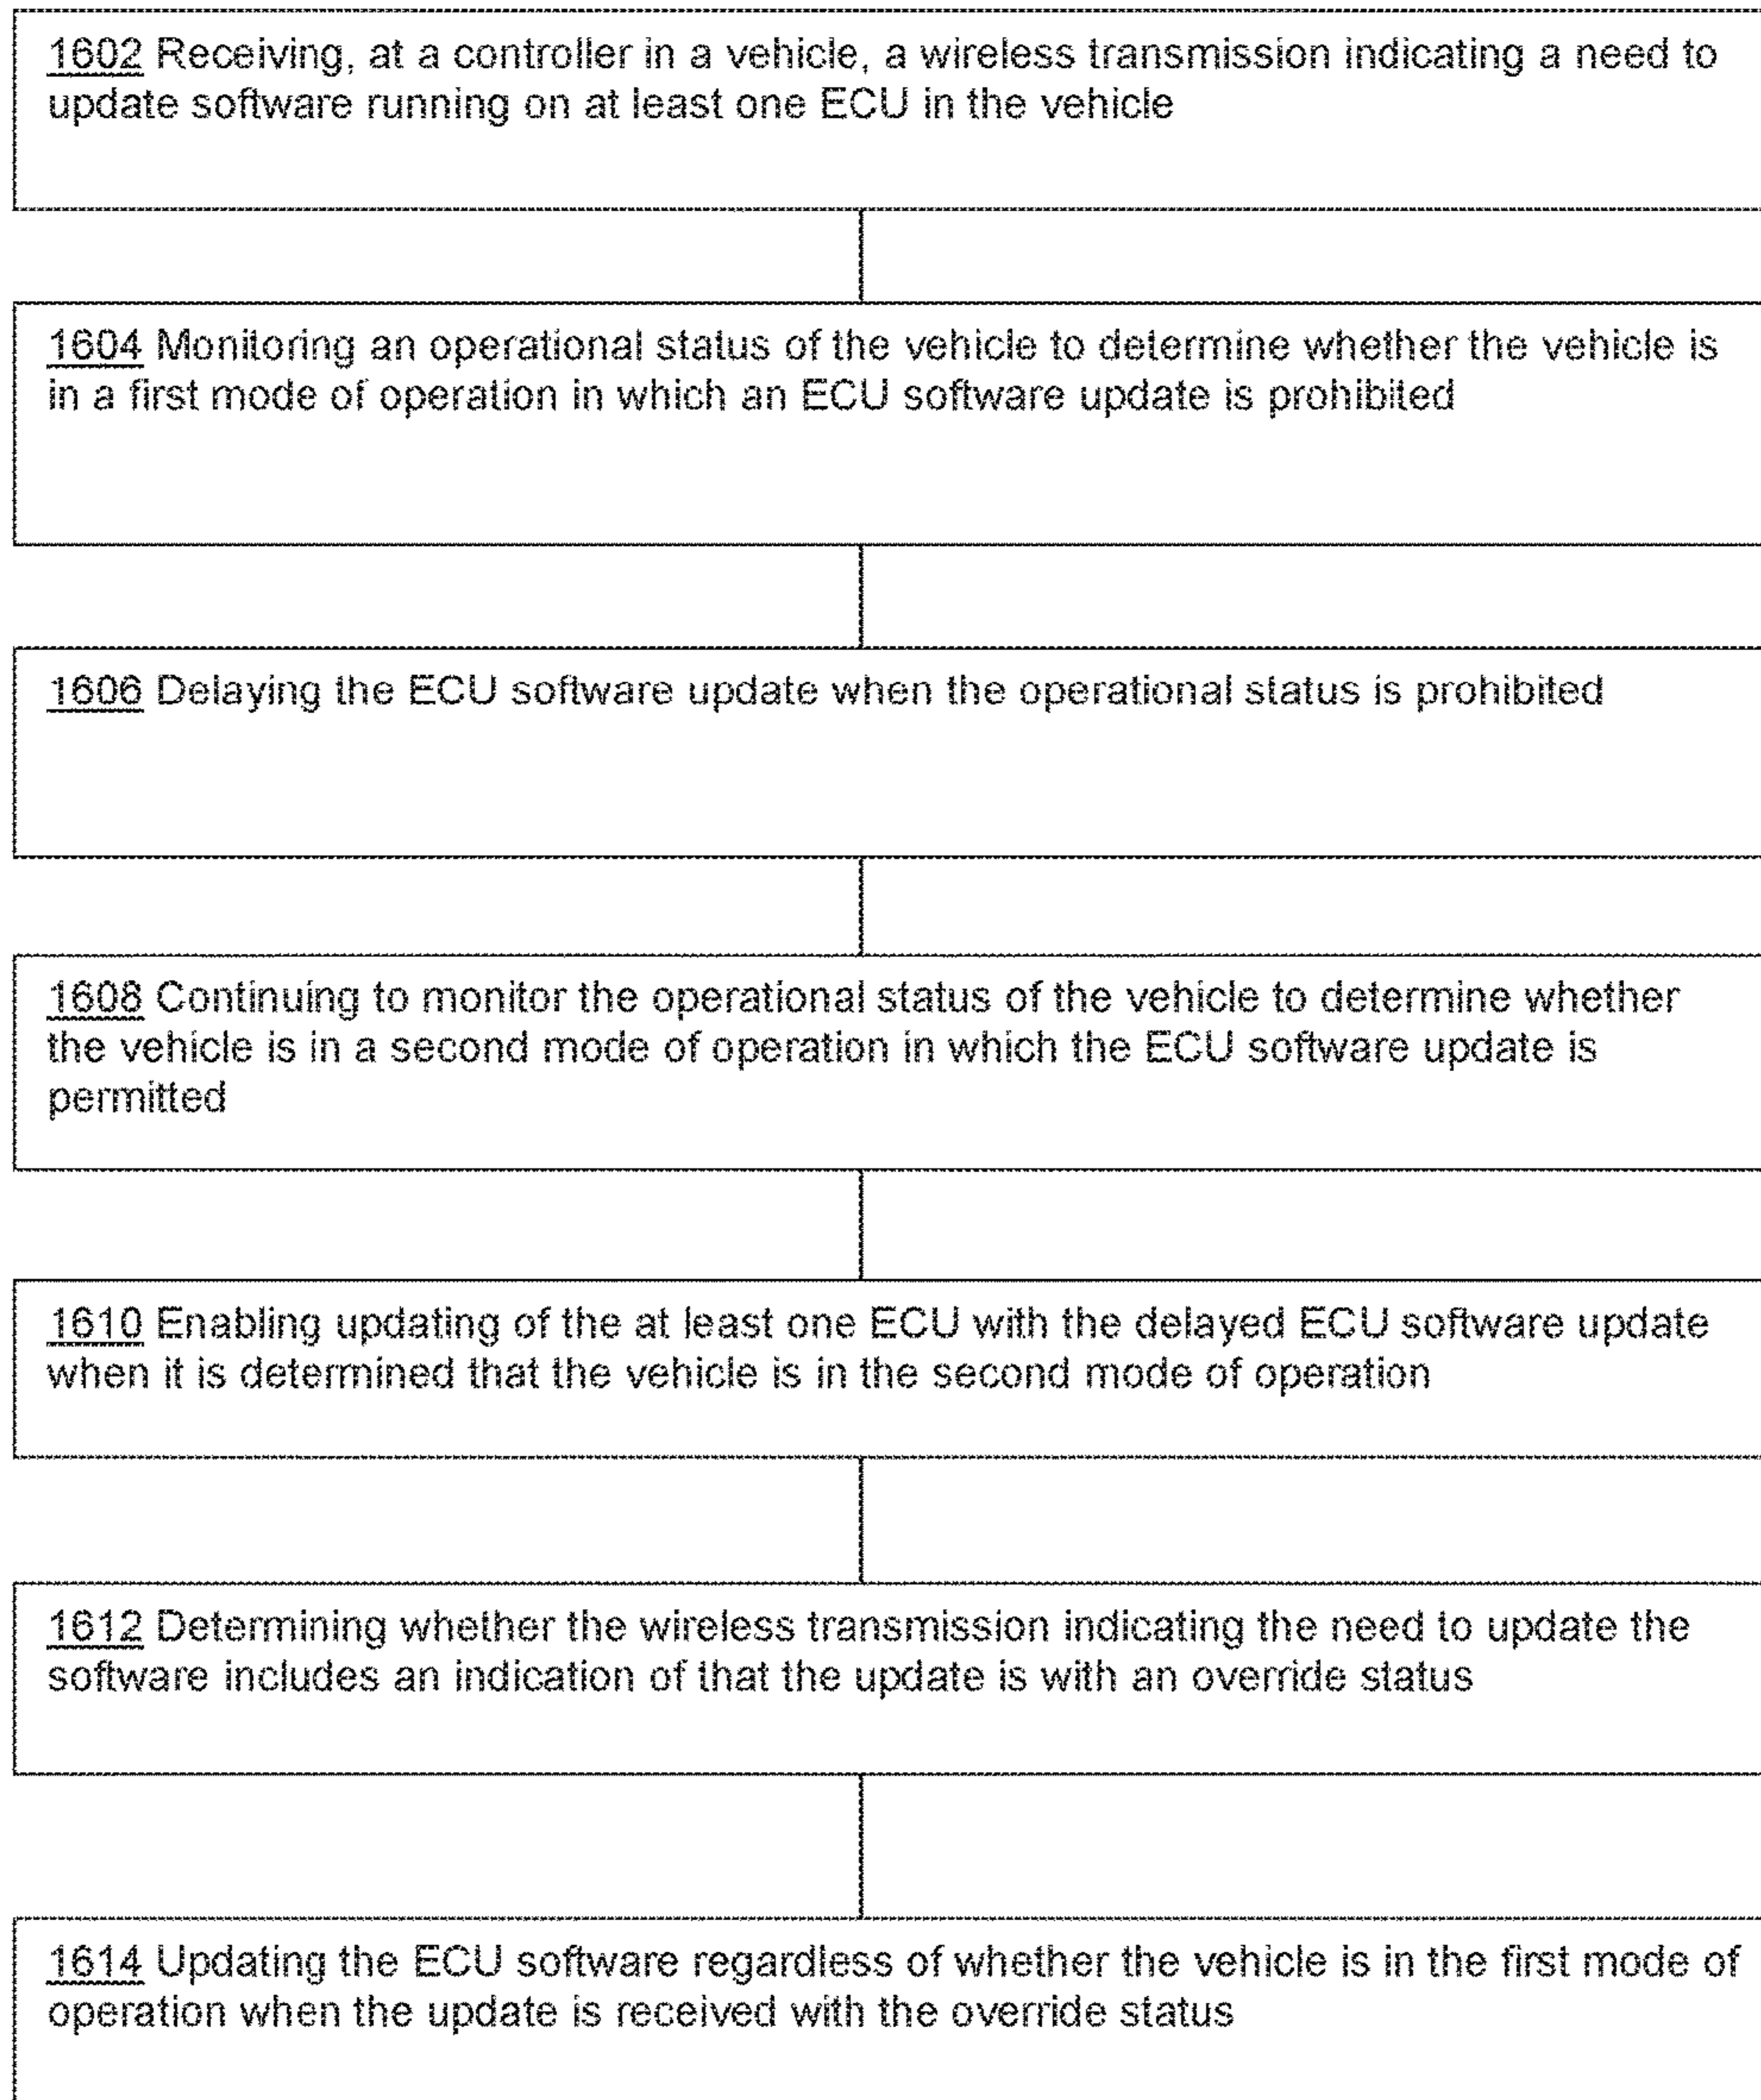 1602 Receiving, at a controller in a vehicle, a wireless transmission indicating a need to
update software running on at least one ECU in the vehicle
1604 Monitoring an operational status of the vehicle to determine whether the vehicle is
in a first mode of operation in which an ECU software update is prohibited
1606 Delaying the ECU software update when the operational status is prohibited
1608 Continuing to monitor the operational status of the vehicle to determine whether
the vehicle is in a second mode of operation in which the ECU software update is
permitted
1610 Enabling updating of the at least one ECU with the delayed ECU software update
when it is determined that the vehicle is in the second mode of operation
1612 Determining whether the wireless transmission indicating the need to update the
software includes an indication of that the update is with an override status
1614 Updating the ECU software regardless of whether the vehicle is in the first mode of
operation when the update is received with the override status